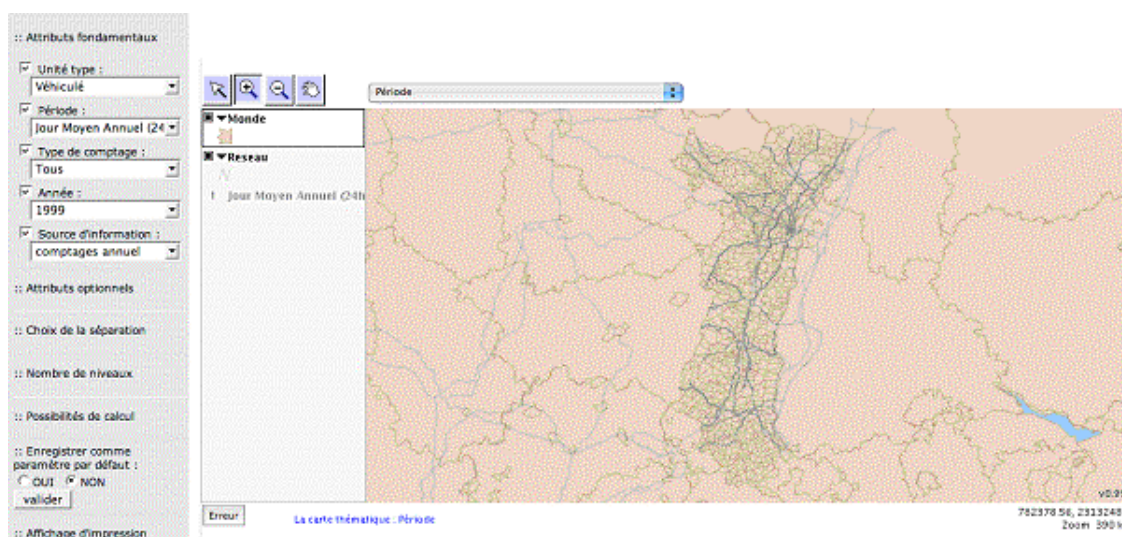 :: Attributs fondamentaux
Unité type :
Véhiculé
Période :
Jour Moyen Annuel (24
Type de comptage :
Tous
Année :
1999
Source d'information :
comptages annuel
:: Attributs optionnels
:: Choix de la séparation
:: Nombre de niveaux
:: Possibilités de calcul
:: Enregistrer comme
paramètre par défaut :
OUI NON
valider
:: Affichage d'impression
Période
Monde
Reseau
Jour Moyen Annuel (24h
Erreur
La carte thématique : Période
782378.56, 2313248
Zoom 390